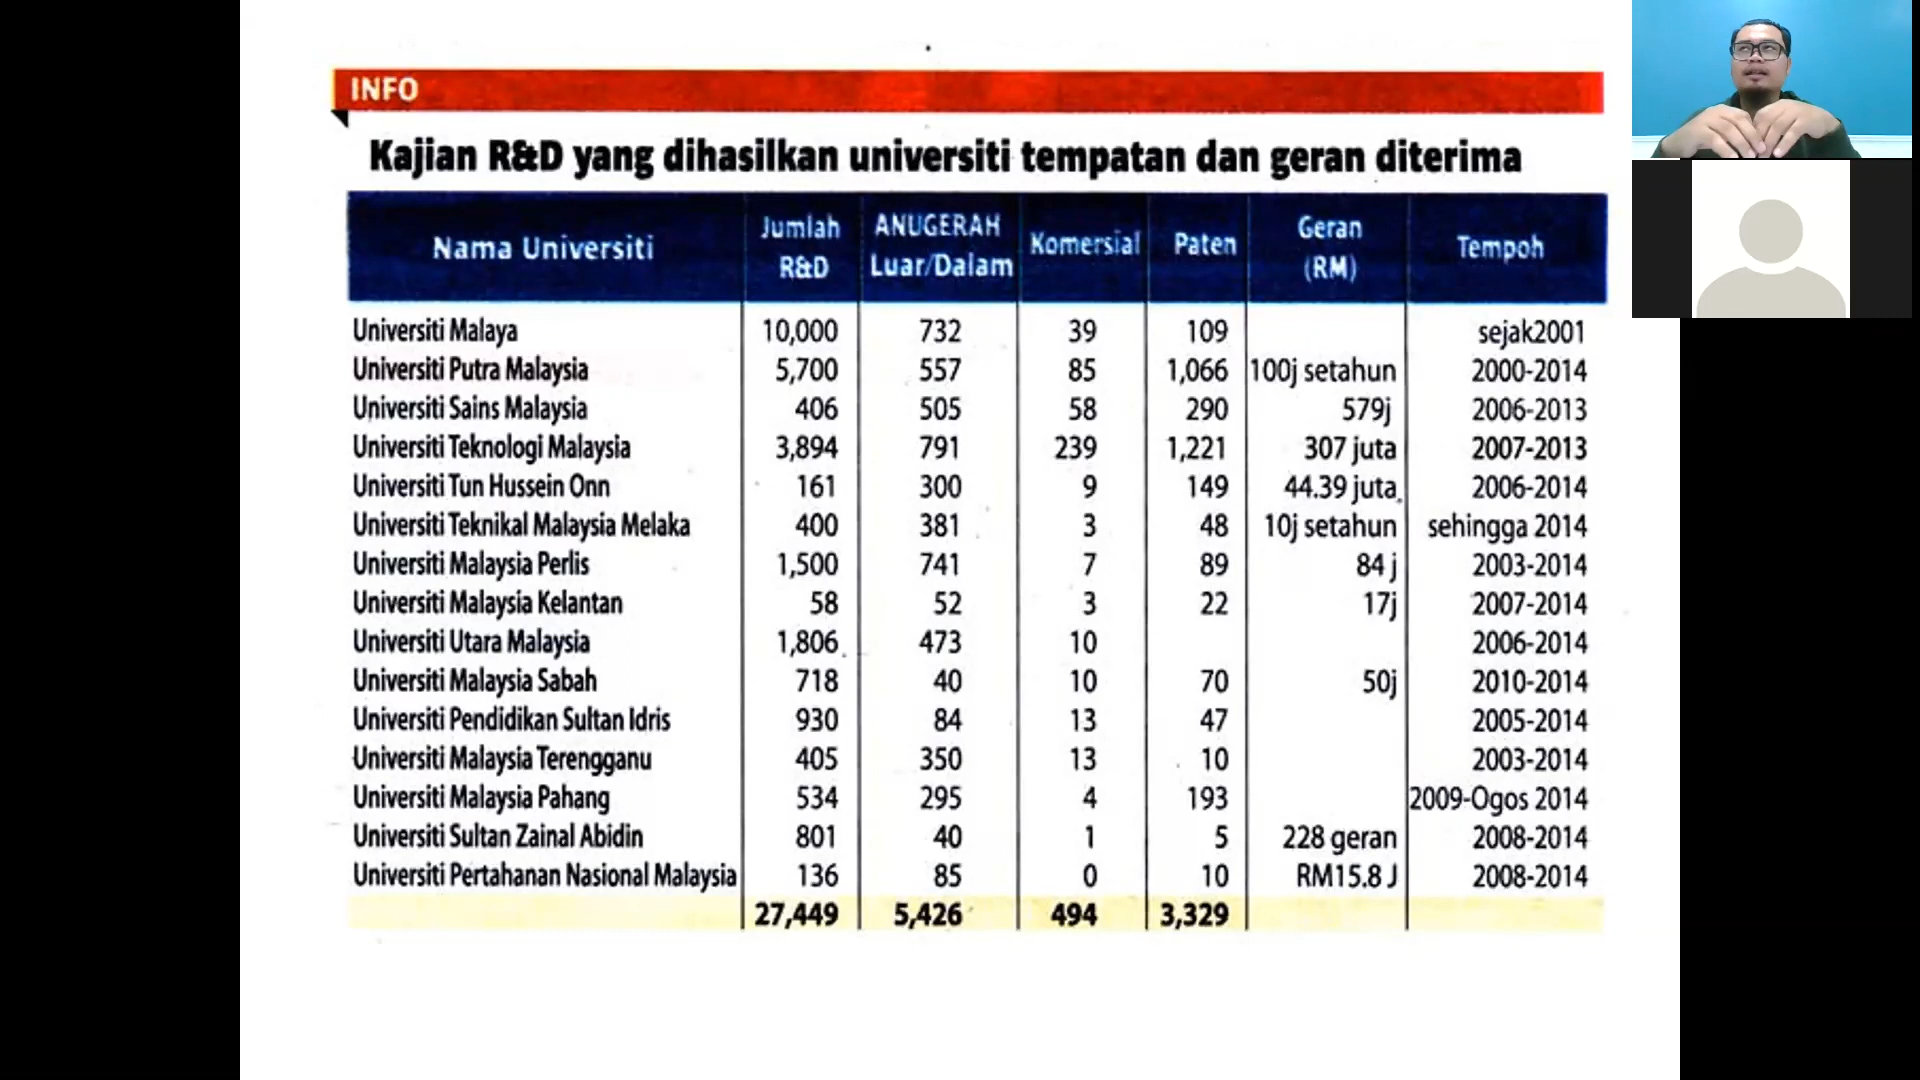 INFO
Kajian R&D yang dihasilkan universiti tempatan dan geran diterima
Nama Universiti Jumlah R&D ANUGERAH Luar/Dalam Komersial Paten Geran (RM) Tempoh
Universiti Malaya 10,000 732 39 109 sejak2001
Universiti Putra Malaysia 5,700 557 85 1,066 100j setahun 2000-2014
Universiti Sains Malaysia 406 505 58 290 579j 2006-2013
Universiti Teknologi Malaysia 3,894 791 239 1,221 307 juta 2007-2013
Universiti Tun Hussein Onn 161 300 9 149 44.39 juta 2006-2014
Universiti Teknikal Malaysia Melaka 400 381 3 48 10j setahun sehingga 2014
Universiti Malaysia Perlis 1,500 741 7 89 84 j 2003-2014
Universiti Malaysia Kelantan 58 52 3 22 17j 2007-2014
Universiti Utara Malaysia 1,806 473 10 2006-2014
Universiti Malaysia Sabah 718 40 10 70 50j 2010-2014
Universiti Pendidikan Sultan Idris 930 84 13 47 2005-2014
Universiti Malaysia Terengganu 405 350 13 10 2003-2014
Universiti Malaysia Pahang 534 295 4 193 2009-Ogos 2014
Universiti Sultan Zainal Abidin 801 40 1 5 228 geran 2008-2014
Universiti Pertahanan Nasional Malaysia 136 85 0 10 RM15.8 J 2008-2014
27,449 5,426 494 3,329